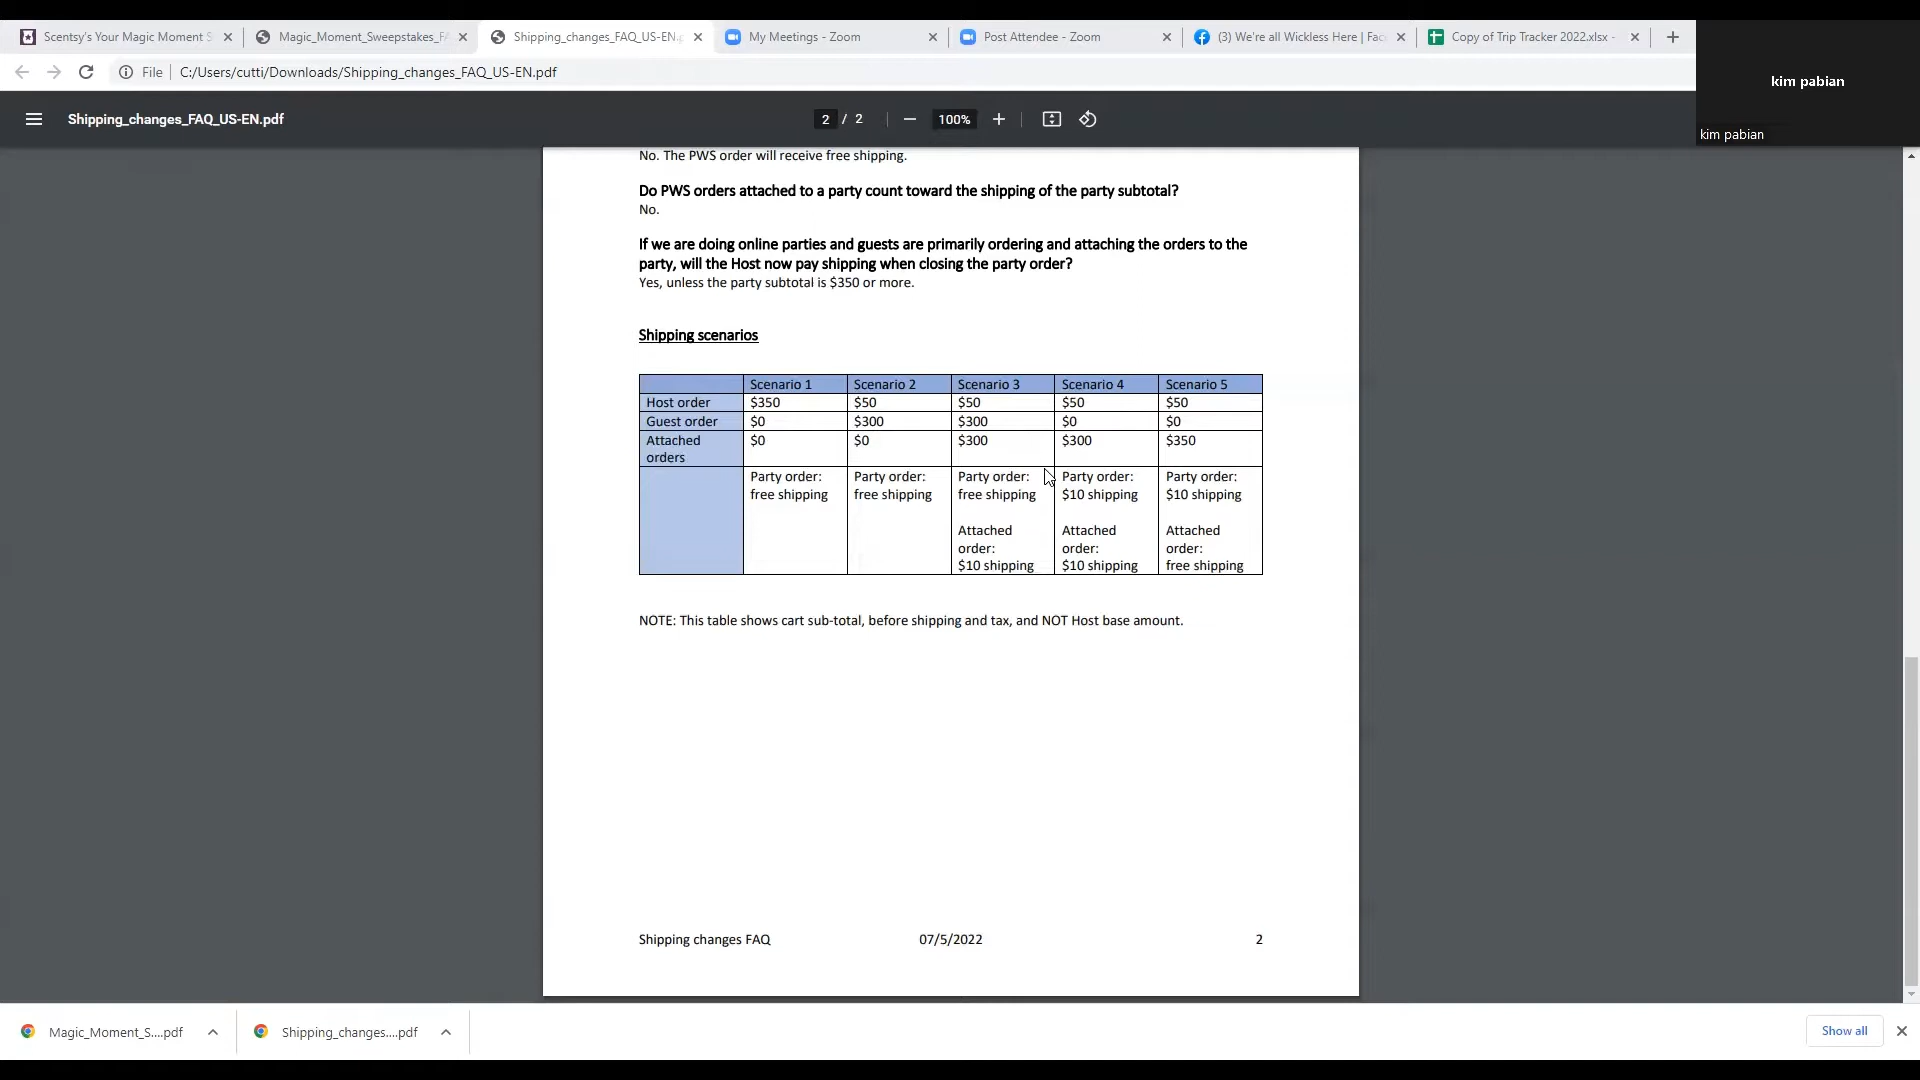 Scentsy's Your Magic Moment S
Magic_Moment_Sweepstakes_FA
Shipping_changes_FAQ_US-EN.p
My Meetings - Zoom
Post Attendee - Zoom
(3) We're all Wickless Here | Fac
Copy of Trip Tracker 2022.xlsx -
kim pabian
File
C:/Users/cutti/Downloads/Shipping_changes_FAQ_US-EN.pdf
Shipping_changes_FAQ_US-EN.pdf
2 / 2
100%
kim pabian
No. The PWS order will receive free shipping.
Do PWS orders attached to a party count toward the shipping of the party subtotal?
No.
If we are doing online parties and guests are primarily ordering and attaching the orders to the
party, will the Host now pay shipping when closing the party order?
Yes, unless the party subtotal is $350 or more.
Shipping scenarios
Scenario 1 Scenario 2 Scenario 3 Scenario 4 Scenario 5
Host order $350 $50 $50 $50 $50
Guest order $0 $300 $300 $0 $0
Attached $0 $0 $300 $300 $350
orders
Party order: Party order: Party order: Party order: Party order:
free shipping free shipping free shipping $10 shipping $10 shipping
Attached Attached Attached
order: order: order:
$10 shipping $10 shipping free shipping
NOTE: This table shows cart sub-total, before shipping and tax, and NOT Host base amount.
Shipping changes FAQ 07/5/2022 2
Magic_Moment_S....pdf
Shipping_changes....pdf
Show all